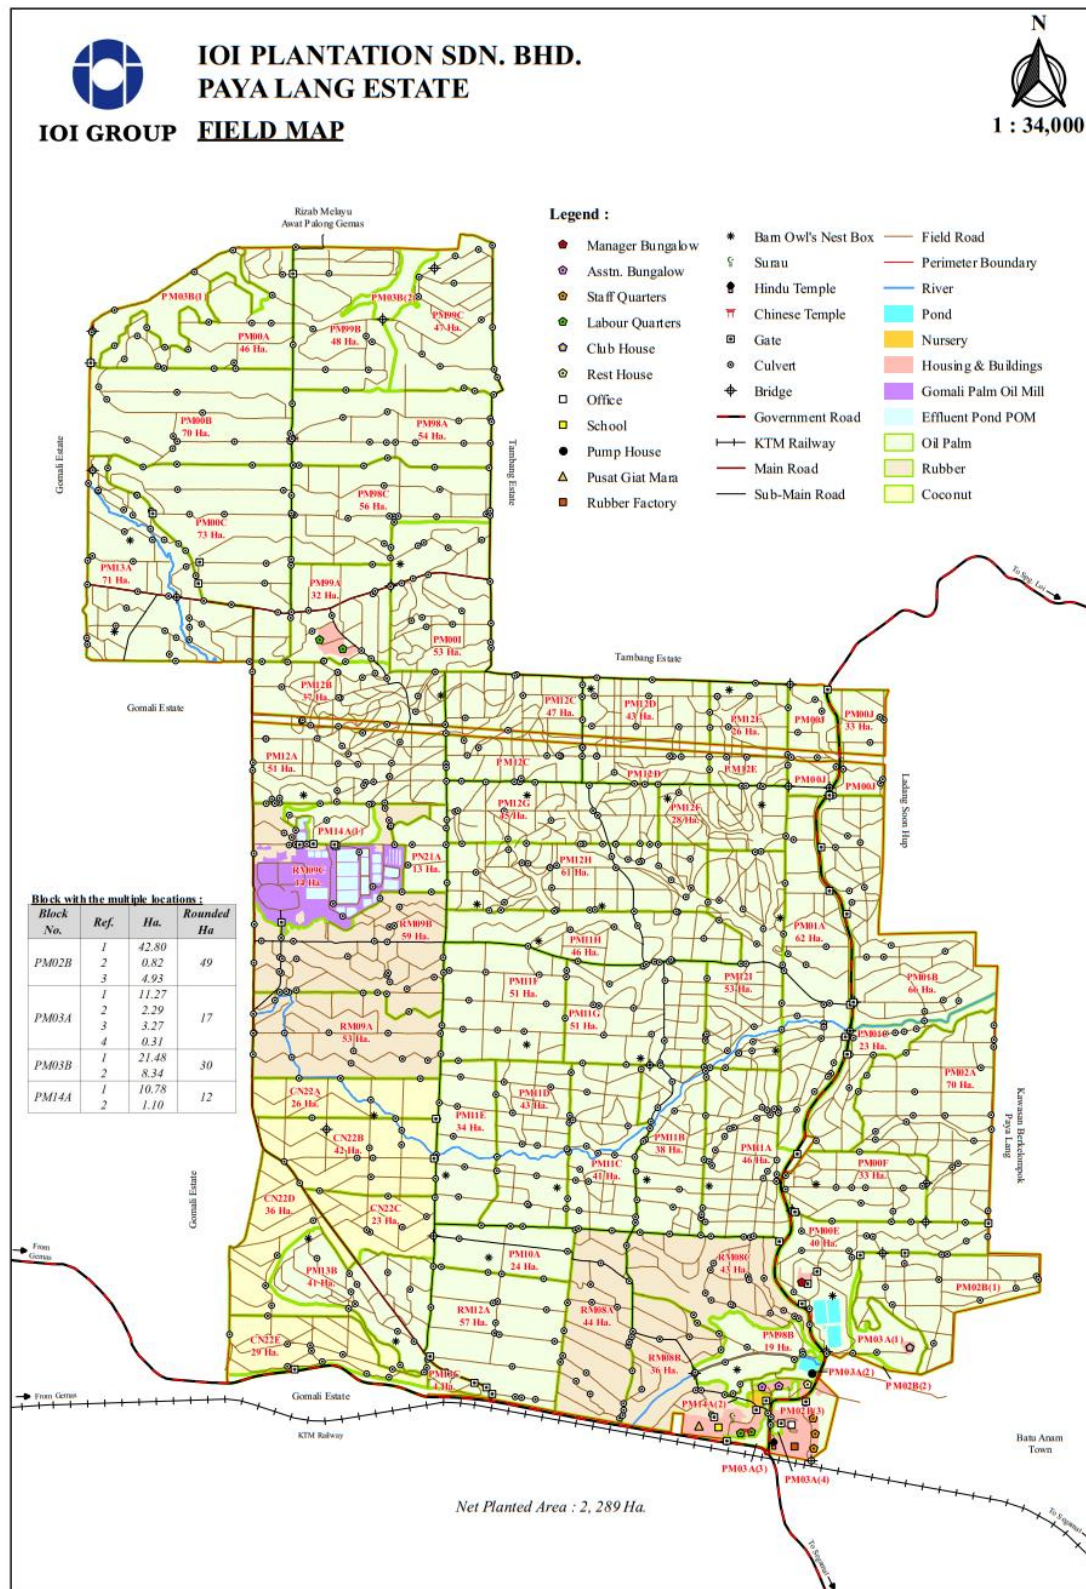 IOI GROUP
IOI PLANTATION SDN. BHD.
PAYA LANG ESTATE
FIELD MAP
N
1 : 34,000
Legend :
Manager Bungalow
Asstn. Bungalow
Staff Quarters
Labour Quarters
Club House
Rest House
Office
School
Pump House
Pusat Giat Mara
Rubber Factory
Barn Owl's Nest Box
Surau
Hindu Temple
Chinese Temple
Gate
Culvert
Bridge
Government Road
KTM Railway
Main Road
Sub-Main Road
Field Road
Perimeter Boundary
River
Pond
Nursery
Housing & Buildings
Gomali Palm Oil Mill
Effluent Pond POM
Oil Palm
Rubber
Coconut
Rizab Melayu
Awat Palong Gemas
PM03B(1)
PM03B(2)
PM99C
47 Ha.
PM00A
46 Ha.
PM99B
48 Ha.
PM00B
70 Ha.
PM98A
54 Ha.
Gomali Estate
Tambang Estate
PM98C
56 Ha.
PM00C
73 Ha.
PM13A
71 Ha.
PM99A
32 Ha.
PM00I
53 Ha.
To Spg. Loi
Tambang Estate
Gomali Estate
PM12B
37 Ha.
PM12C
47 Ha.
PM12D
43 Ha.
PM12E
26 Ha.
PM00J
PM00J
33 Ha.
PM12A
51 Ha.
PM12C
PM12D
PM12E
PM00J
PM00J
Ladang Soon Hup
PM12G
45 Ha.
PM12F
28 Ha.
PM14A(1)
PN21A
13 Ha.
PM12H
61 Ha.
RM09C
14 Ha.
RM09B
59 Ha.
PM11H
46 Ha.
PM01A
62 Ha.
Block with the multiple locations :
Block No. Ref. Ha. Rounded Ha
PM02B 1 42.80 49
2 0.82
3 4.93
PM03A 1 11.27 17
2 2.29
3 3.27
4 0.31
PM03B 1 21.48 30
2 8.34
PM14A 1 10.78 12
2 1.10
PM11F
51 Ha.
PM12I
53 Ha.
PM01B
66 Ha.
PM11G
51 Ha.
RM09A
53 Ha.
PM01C
23 Ha.
PM02A
70 Ha.
CN22A
26 Ha.
PM11D
43 Ha.
PM11E
34 Ha.
CN22B
42 Ha.
PM11B
38 Ha.
PM11A
46 Ha.
PM11C
41 Ha.
PM00F
33 Ha.
Kawasan Berkelompok
Paya Lang
Gomali Estate
CN22D
36 Ha.
CN22C
23 Ha.
PM00E
40 Ha.
From
Gemas
PM10A
24 Ha.
RM08C
43 Ha.
PM13B
41 Ha.
PM02B(1)
RM12A
57 Ha.
RM08A
44 Ha.
PM98B
19 Ha.
PM03A(1)
CN22E
29 Ha.
RM08B
36 Ha.
PM03A(2)
PM02B(2)
From Gemas
Gomali Estate
PM14A(2)
PM02B(3)
KTM Railway
Batu Anam
Town
PM03A(3)
PM03A(4)
Net Planted Area : 2, 289 Ha.
To Segamat
To Segamat